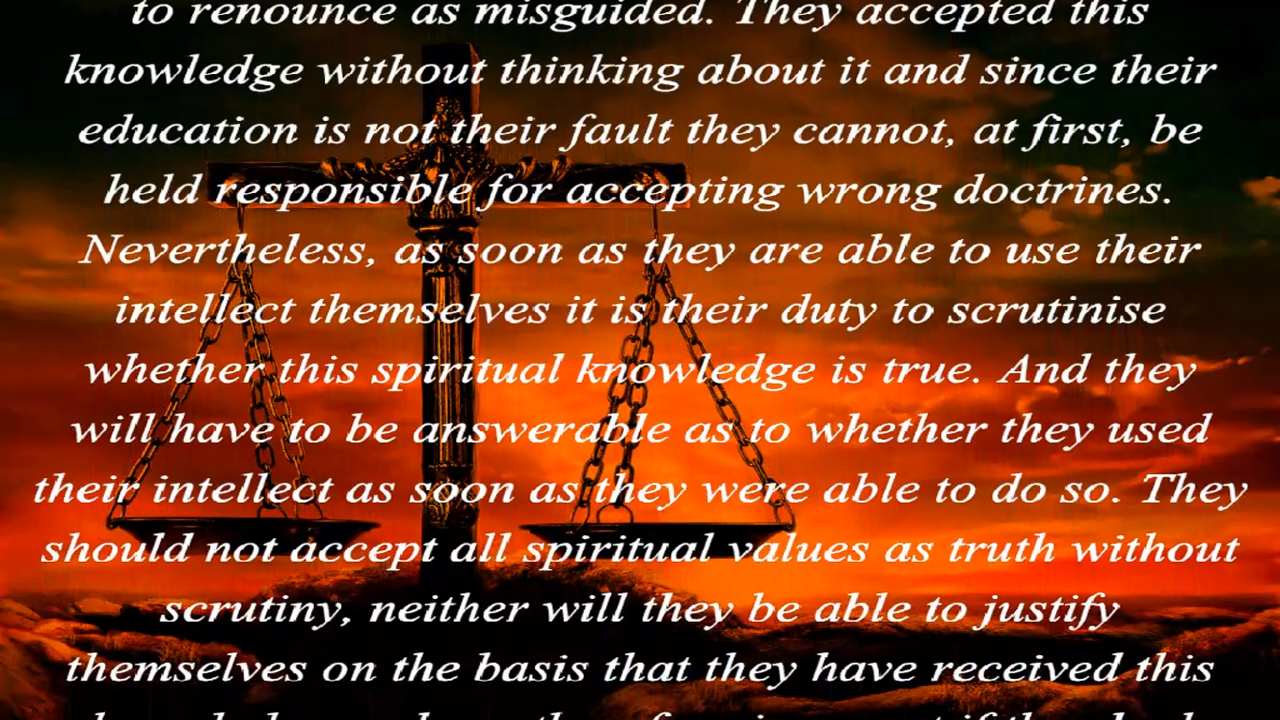 to renounce as misguided. They accepted this
knowledge without thinking about it and since their
education is not their fault they cannot, at first, be
held responsible for accepting wrong doctrines.
Nevertheless, as soon as they are able to use their
intellect themselves it is their duty to scrutinise
whether this spiritual knowledge is true. And they
will have to be answerable as to whether they used
their intellect as soon as they were able to do so. They
should not accept all spiritual values as truth without
scrutiny, neither will they be able to justify
themselves on the basis that they have received this